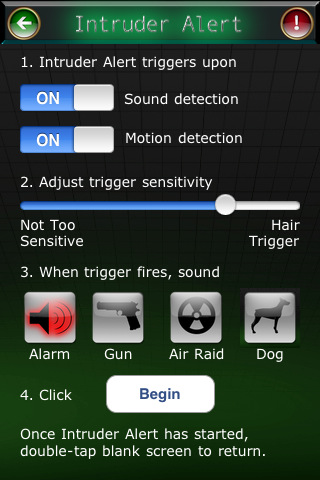 Intruder Alert
1. Intruder Alert triggers upon
ON Sound detection
ON Motion detection
2. Adjust trigger sensitivity
Not Too Hair
Sensitive Trigger
3. When trigger fires, sound
Alarm Gun Air Raid Dog
4. Click Begin
Once Intruder Alert has started,
double-tap blank screen to return.